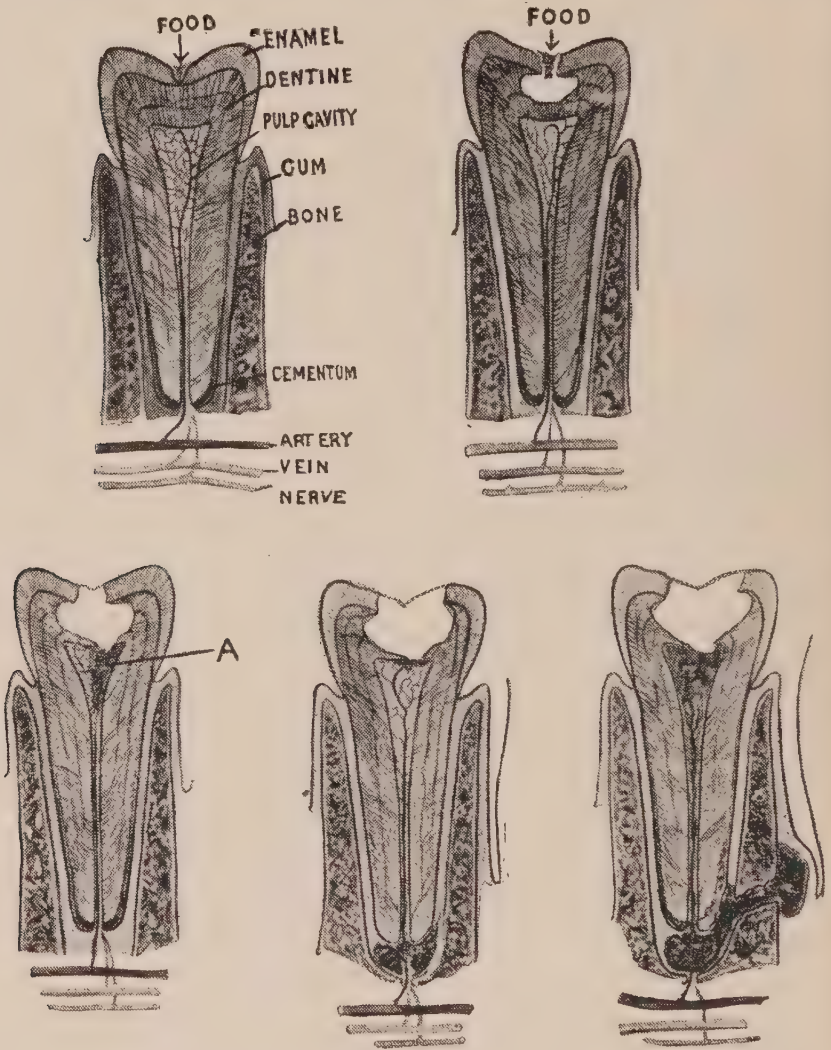 FOOD
ENAMEL
DENTINE
PULP CAVITY
GUM
BONE
CEMENTUM
ARTERY
VEIN
NERVE
FOOD
A